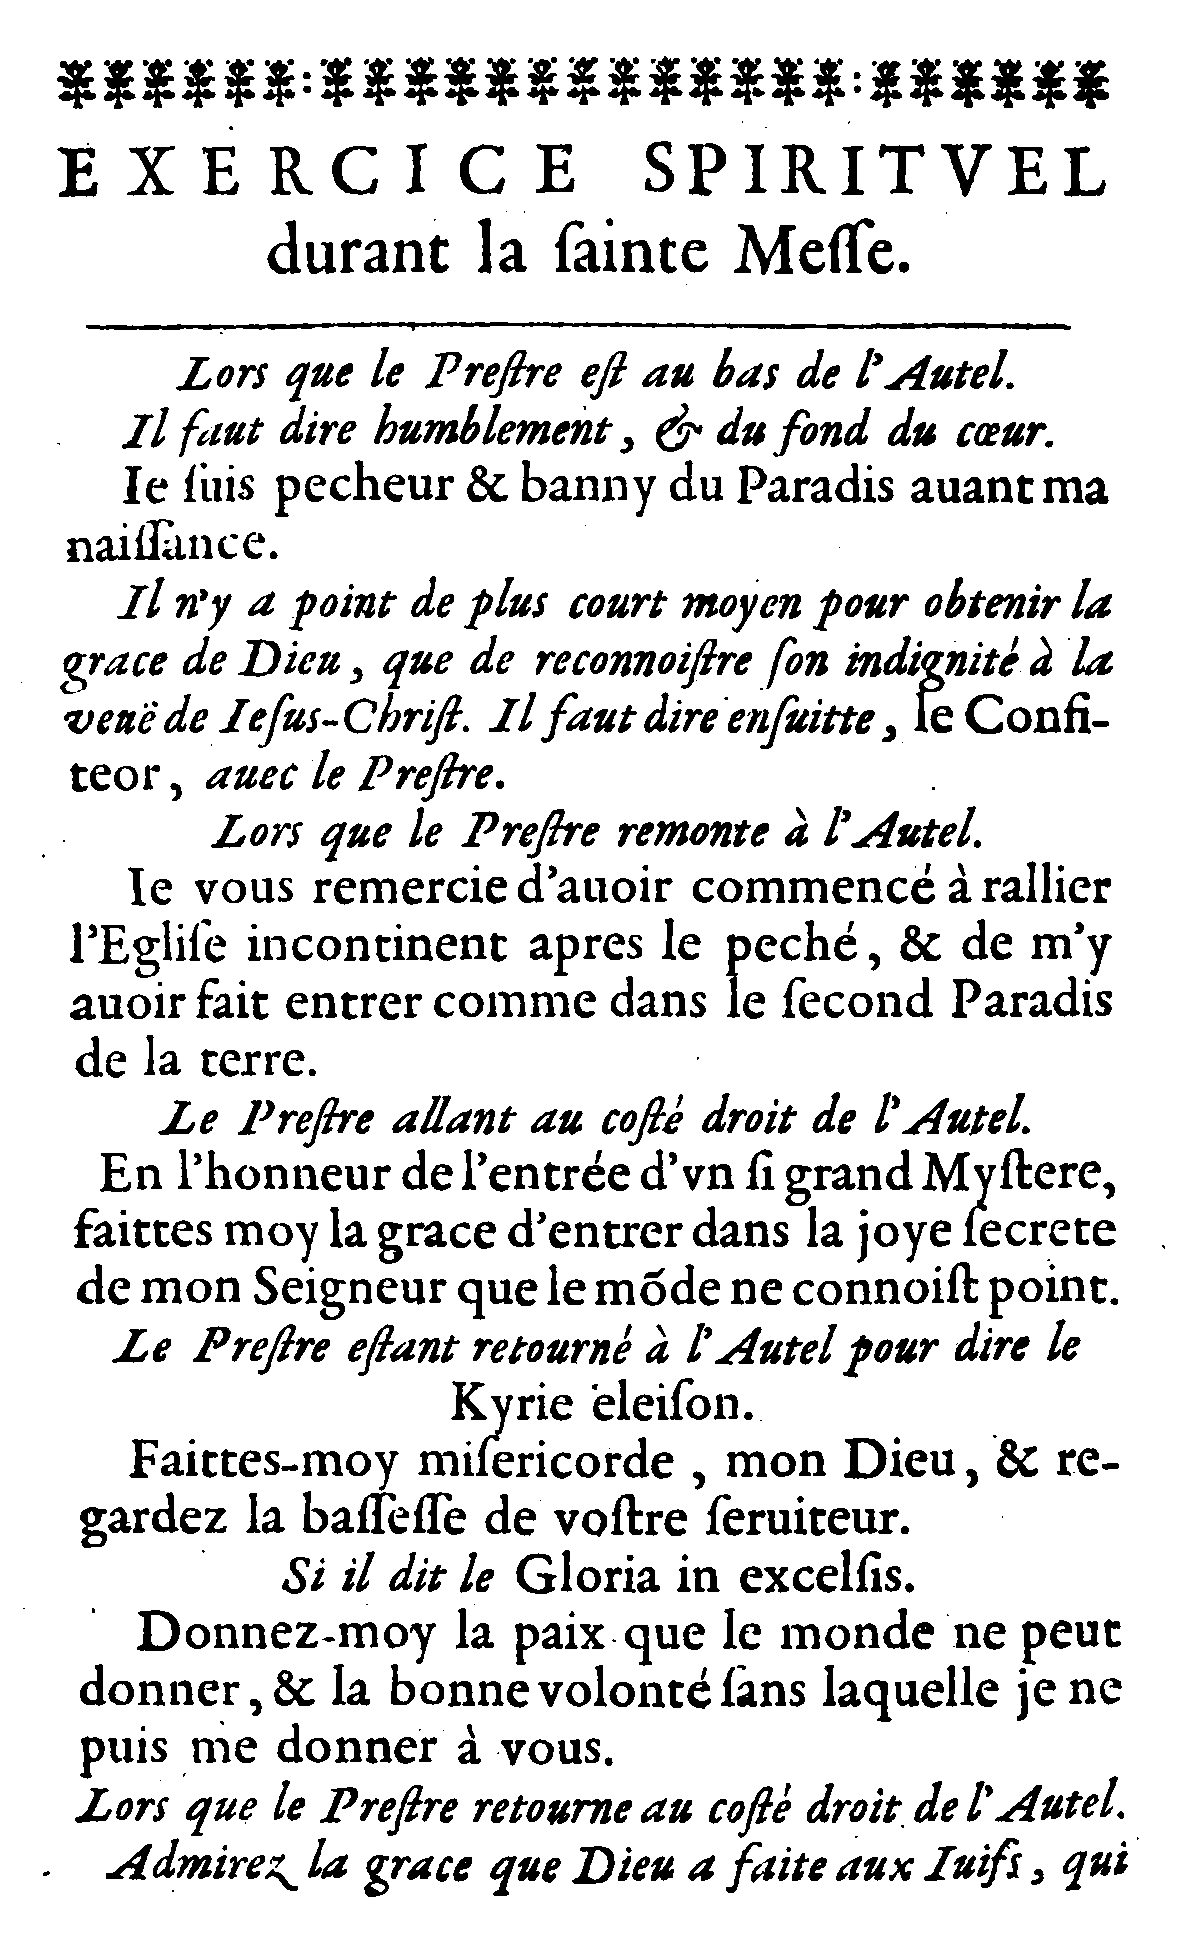 EXERCICE SPIRITVEL
durant la ſainte Meſſe.
Lors que le Preſtre eſt au bas de l'Autel.
Il faut dire humblement, & du fond du cœur.
Ie ſuis pecheur & banny du Paradis auant ma
naiſſance.
Il n'y a point de plus court moyen pour obtenir la
grace de Dieu, que de reconnoiſtre ſon indignité à la
venuë de Ieſus-Chriſt. Il faut dire enſuitte, le Confi-
teor, auec le Preſtre.
Lors que le Preſtre remonte à l'Autel.
Ie vous remercie d'auoir commencé à rallier
l'Egliſe incontinent apres le peché, & de m'y
auoir fait entrer comme dans le ſecond Paradis
de la terre.
Le Preſtre allant au coſté droit de l'Autel.
En l'honneur de l'entrée d'vn ſi grand Myſtere,
faittes moy la grace d'entrer dans la joye ſecrete
de mon Seigneur que le mõde ne connoiſt point.
Le Preſtre eſtant retourné à l'Autel pour dire le
Kyrie eleiſon.
Faittes-moy miſericorde, mon Dieu, & re-
gardez la baſſeſſe de voſtre ſeruiteur.
Si il dit le Gloria in excelſis.
Donnez-moy la paix que le monde ne peut
donner, & la bonne volonté ſans laquelle je ne
puis me donner à vous.
Lors que le Preſtre retourne au coſté droit de l'Autel.
Admirez la grace que Dieu a faite aux Iuifs, qui